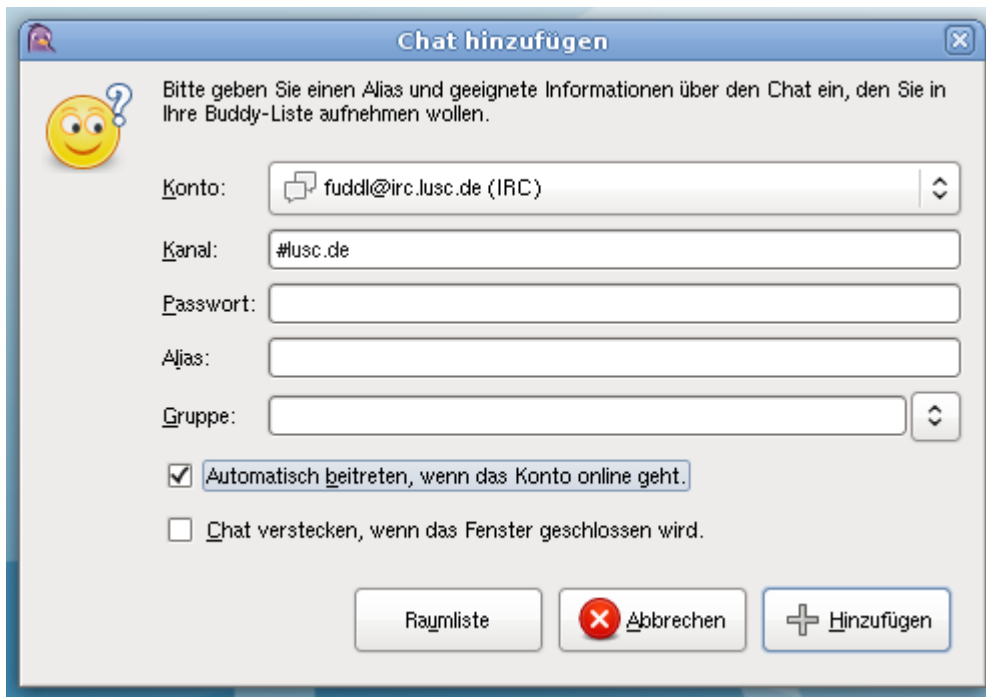 Chat hinzufügen
Bitte geben Sie einen Alias und geeignete Informationen über den Chat ein, den Sie in
Ihre Buddy-Liste aufnehmen wollen.
Konto: fuddl@irc.lusc.de (IRC)
Kanal: #lusc.de
Passwort:
Alias:
Gruppe:
Automatisch beitreten, wenn das Konto online geht.
Chat verstecken, wenn das Fenster geschlossen wird.
Raumliste Abbrechen Hinzufügen